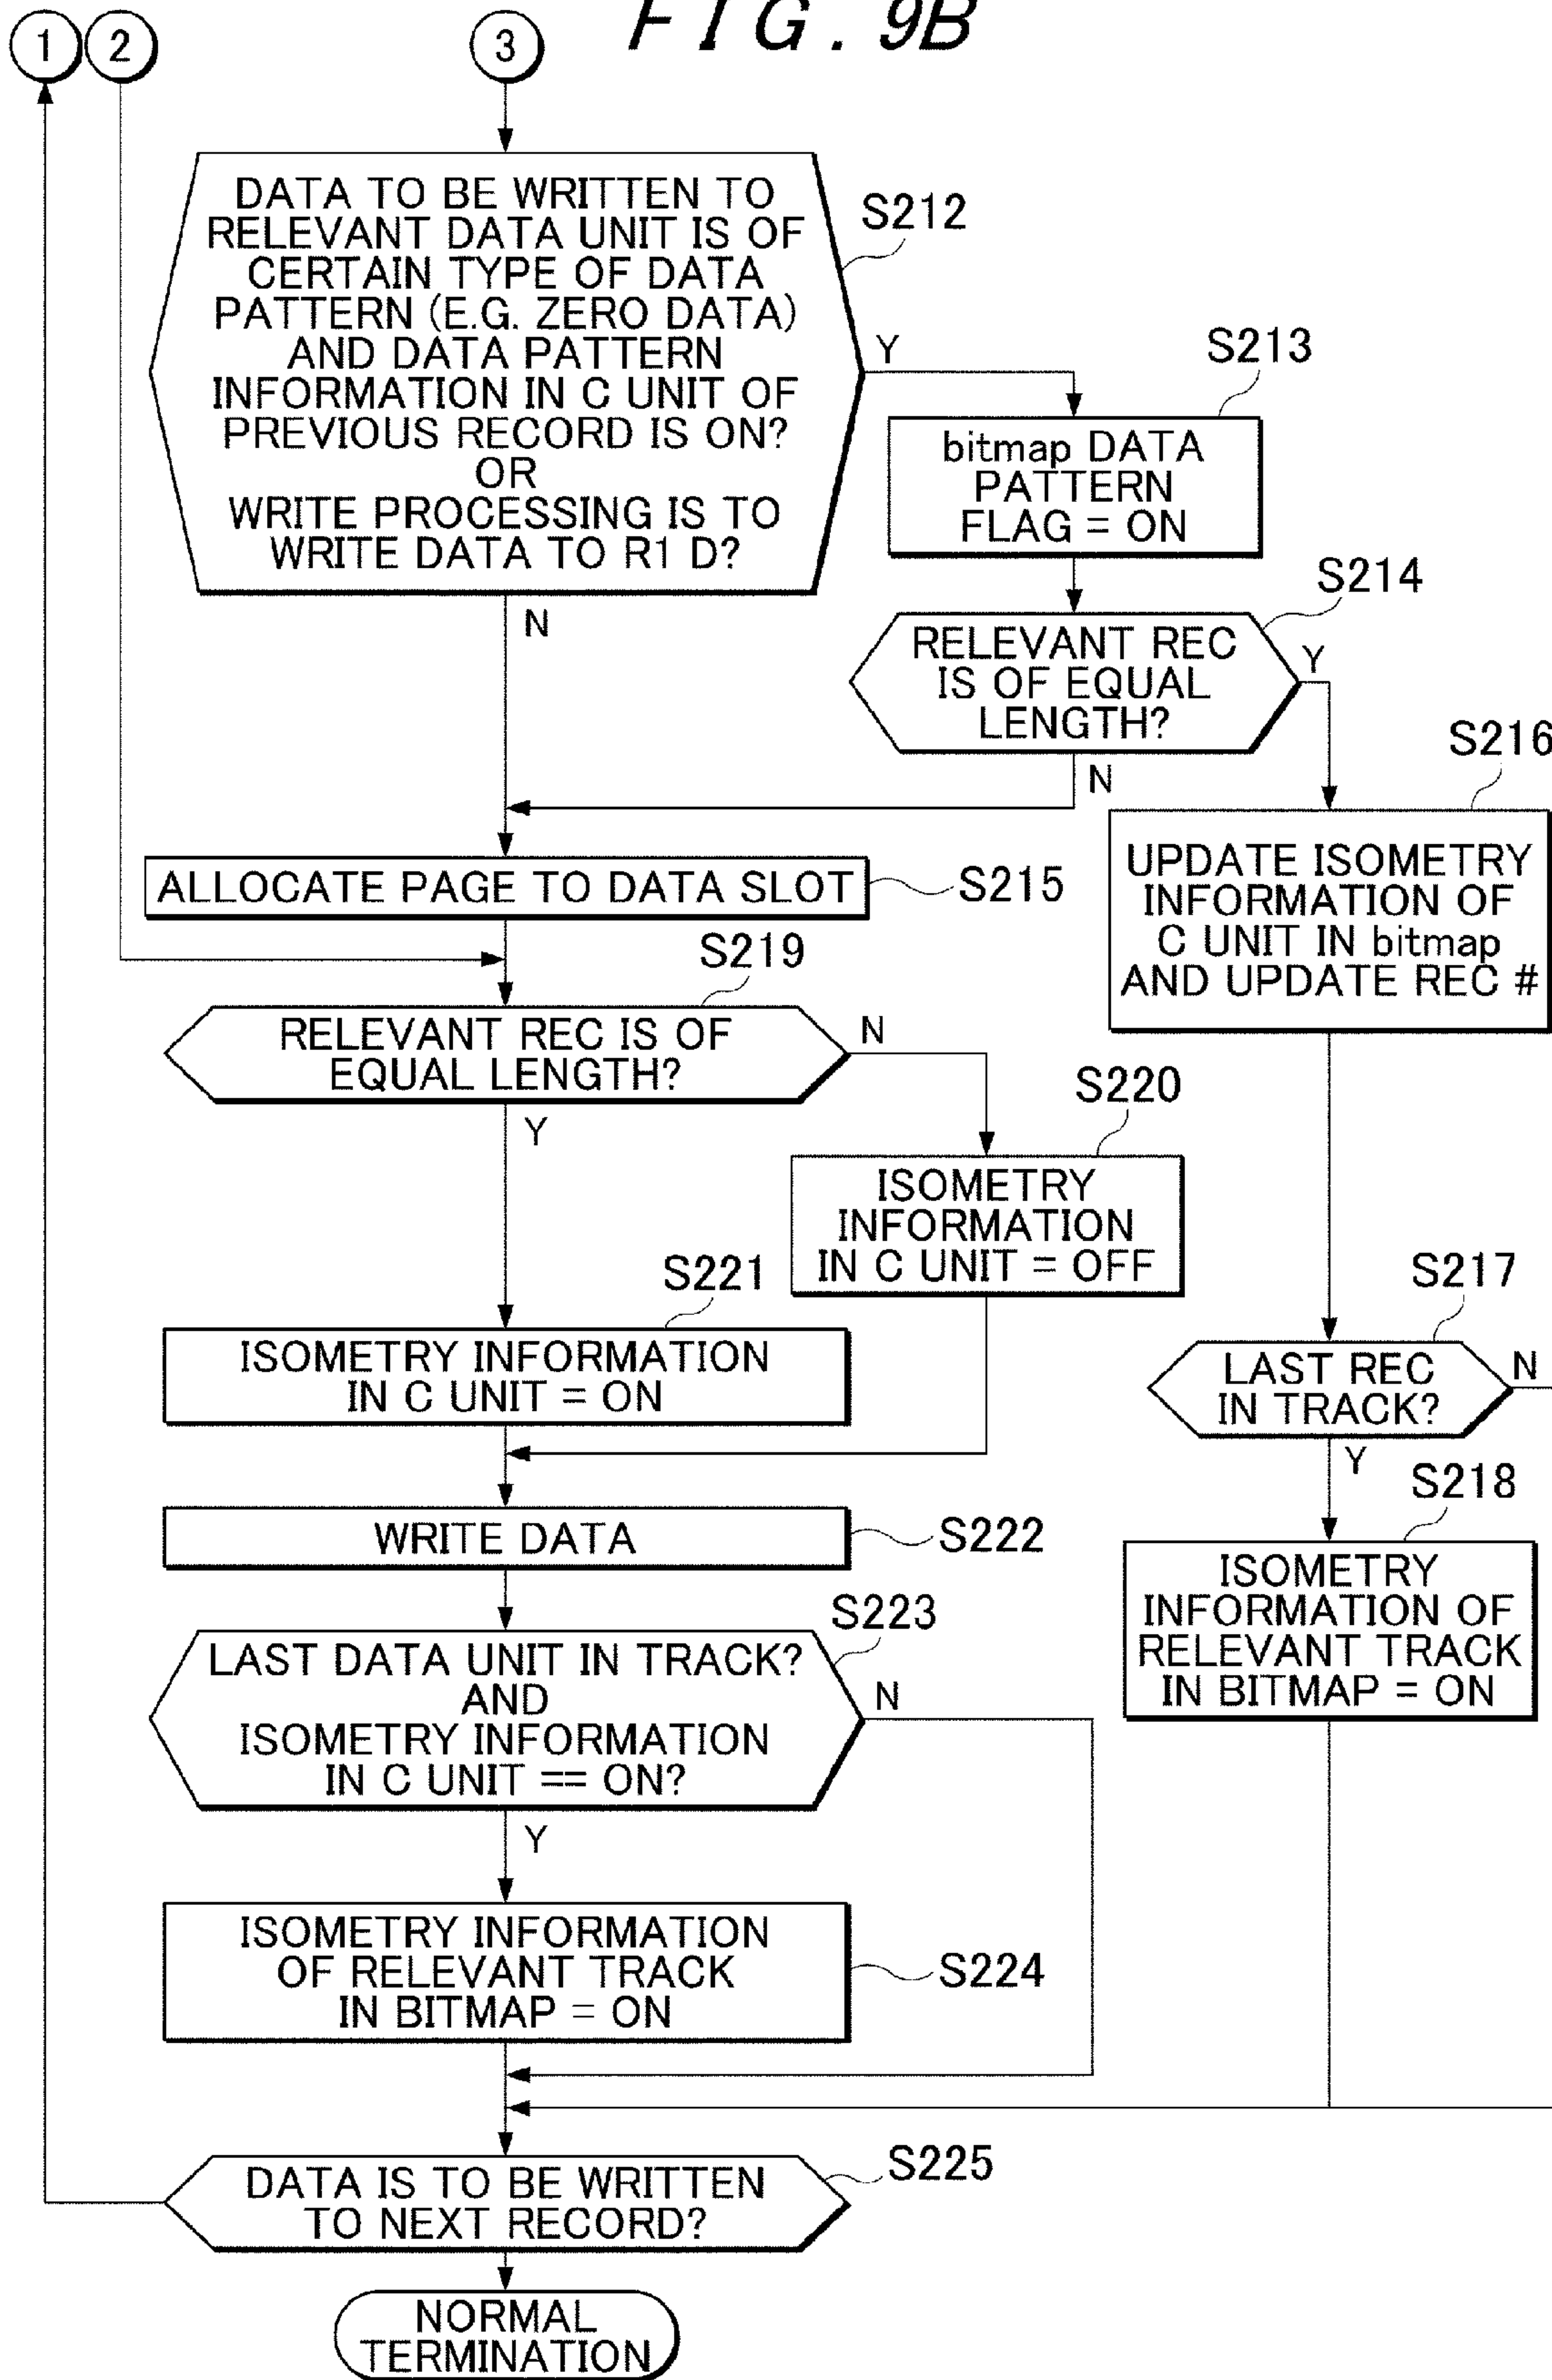 FIG. 9B
1
2
3
DATA TO BE WRITTEN TO
RELEVANT DATA UNIT IS OF
CERTAIN TYPE OF DATA
PATTERN (E.G. ZERO DATA)
AND DATA PATTERN
INFORMATION IN C UNIT OF
PREVIOUS RECORD IS ON?
OR
WRITE PROCESSING IS TO
WRITE DATA TO R1 D?
S212
Y
N
S213
bitmap DATA
PATTERN
FLAG = ON
S214
RELEVANT REC
IS OF EQUAL
LENGTH?
Y
N
ALLOCATE PAGE TO DATA SLOT
S215
S216
UPDATE ISOMETRY
INFORMATION OF
C UNIT IN bitmap
AND UPDATE REC #
S219
RELEVANT REC IS OF
EQUAL LENGTH?
N
Y
S220
ISOMETRY
INFORMATION
IN C UNIT = OFF
S221
ISOMETRY INFORMATION
IN C UNIT = ON
S217
LAST REC
IN TRACK?
N
Y
WRITE DATA
S222
S218
ISOMETRY
INFORMATION OF
RELEVANT TRACK
IN BITMAP = ON
S223
LAST DATA UNIT IN TRACK?
AND
ISOMETRY INFORMATION
IN C UNIT == ON?
N
Y
ISOMETRY INFORMATION
OF RELEVANT TRACK
IN BITMAP = ON
S224
S225
DATA IS TO BE WRITTEN
TO NEXT RECORD?
NORMAL
TERMINATION